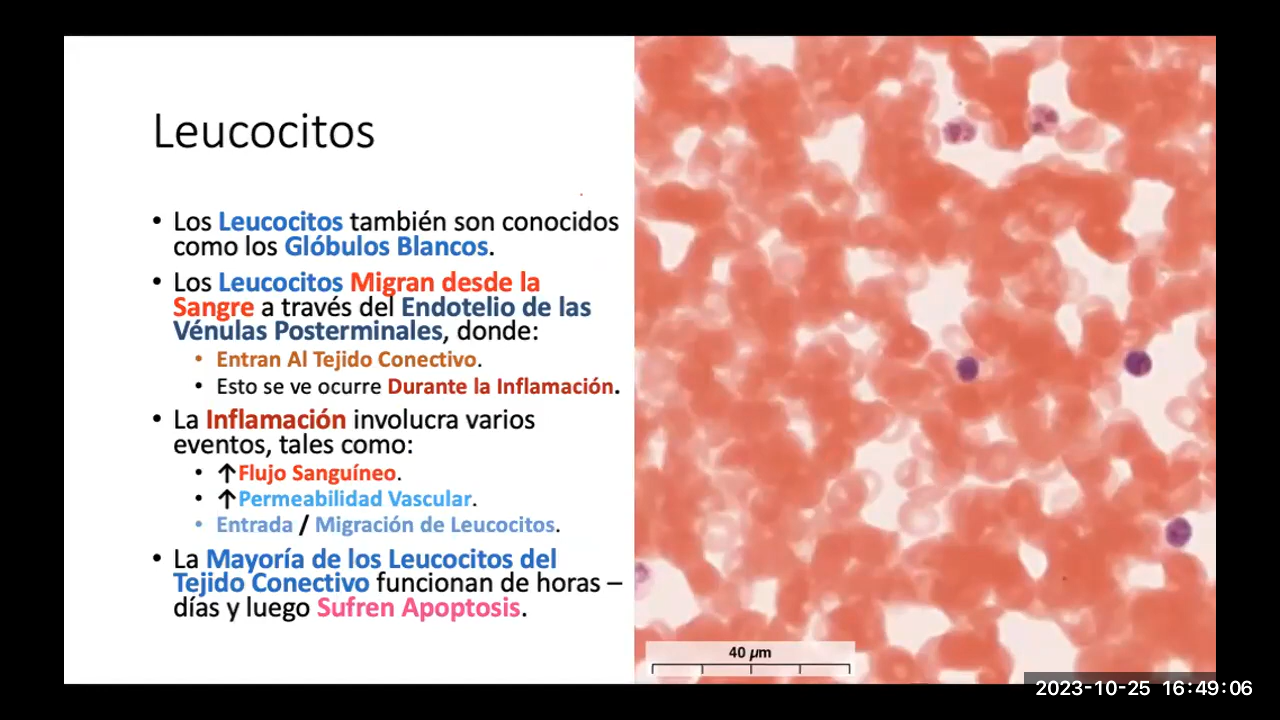 Leucocitos
• Los Leucocitos también son conocidos
como los Glóbulos Blancos.
• Los Leucocitos Migran desde la
Sangre a través del Endotelio de las
Vénulas Posterminales, donde:
• Entran Al Tejido Conectivo.
• Esto se ve ocurre Durante la Inflamación.
• La Inflamación involucra varios
eventos, tales como:
• ↑Flujo Sanguíneo.
• ↑Permeabilidad Vascular.
• Entrada / Migración de Leucocitos.
• La Mayoría de los Leucocitos del
Tejido Conectivo funcionan de horas –
días y luego Sufren Apoptosis.
40 µm
2023-10-25 16:49:06